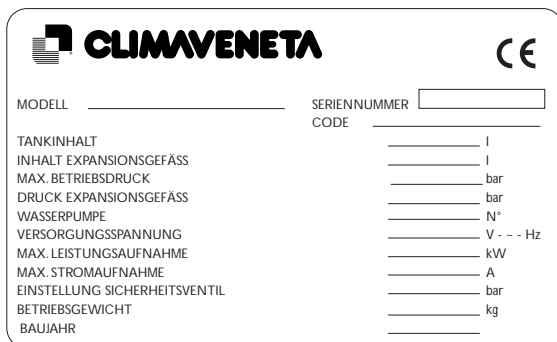 CLIMAVENETA
CE
MODELL SERIENNUMMER
CODE
TANKINHALT l
INHALT EXPANSIONSGEFÄSS l
MAX. BETRIEBSDRUCK bar
DRUCK EXPANSIONSGEFÄSS bar
WASSERPUMPE N°
VERSORGUNGSSPANNUNG V - ~ - Hz
MAX. LEISTUNGSAUFNAHME kW
MAX. STROMAUFNAHME A
EINSTELLUNG SICHERHEITSVENTIL bar
BETRIEBSGEWICHT kg
BAUJAHR